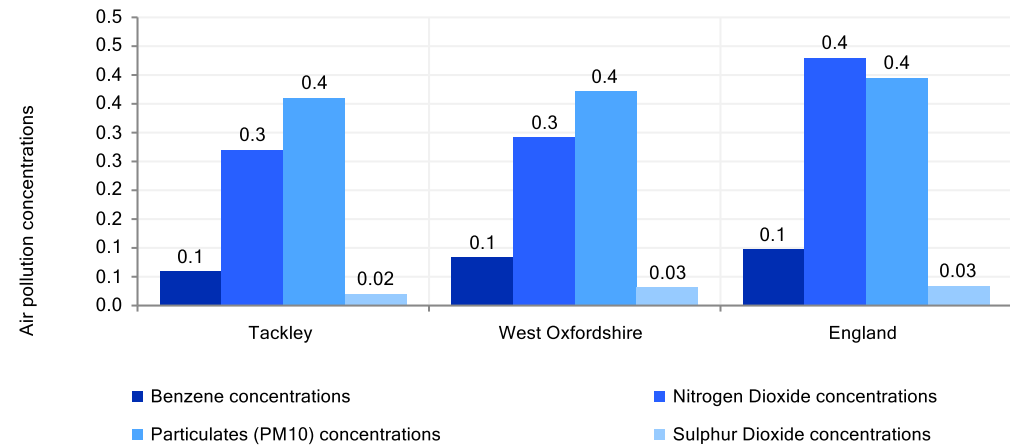 Air pollution concentrations
0.5
0.5
0.4
0.4
0.3
0.3
0.2
0.2
0.1
0.1
0.0
0.1
0.3
0.4
0.02
0.1
0.3
0.4
0.03
0.1
0.4
0.4
0.03
Tackley
West Oxfordshire
England
Benzene concentrations
Nitrogen Dioxide concentrations
Particulates (PM10) concentrations
Sulphur Dioxide concentrations